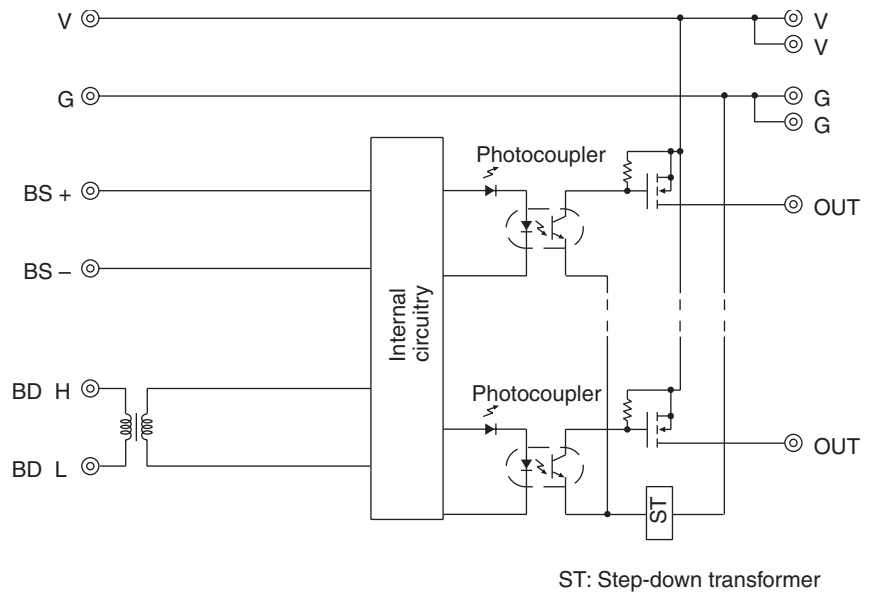 V
V
V
G
G
G
Photocoupler
BS +
OUT
BS –
Internal
circuitry
BD H
Photocoupler
BD L
OUT
ST
ST: Step-down transformer